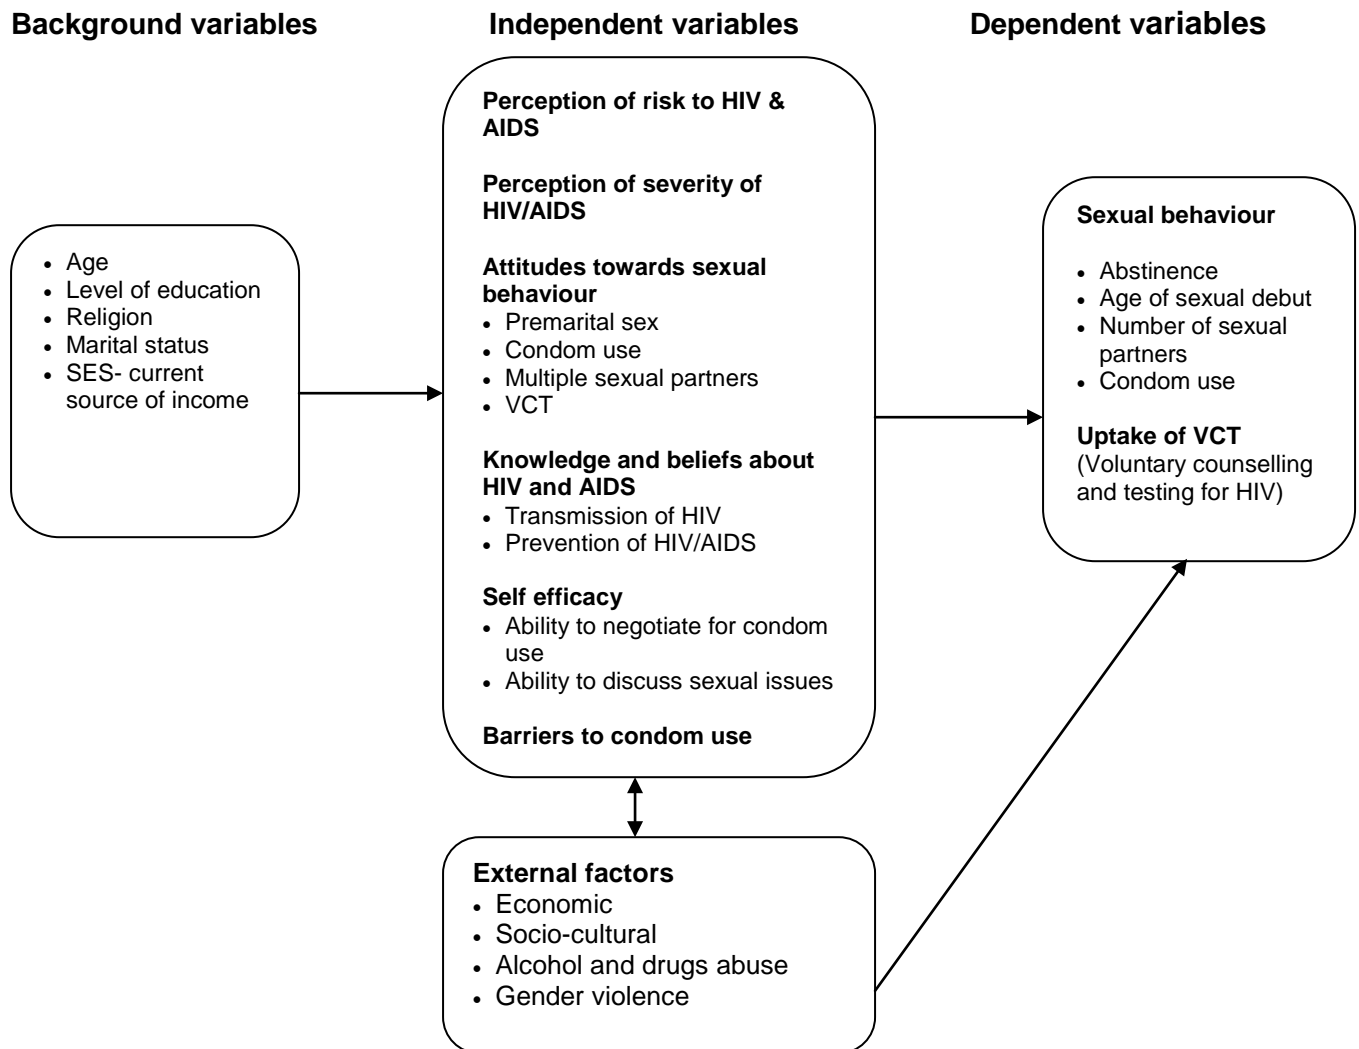 Background variables
Independent variables
Dependent variables
• Age
• Level of education
• Religion
• Marital status
• SES- current
source of income
Perception of risk to HIV &
AIDS
Perception of severity of
HIV/AIDS
Attitudes towards sexual
behaviour
• Premarital sex
• Condom use
• Multiple sexual partners
• VCT
Knowledge and beliefs about
HIV and AIDS
• Transmission of HIV
• Prevention of HIV/AIDS
Self efficacy
• Ability to negotiate for condom
use
• Ability to discuss sexual issues
Barriers to condom use
Sexual behaviour
• Abstinence
• Age of sexual debut
• Number of sexual
partners
• Condom use
Uptake of VCT
(Voluntary counselling
and testing for HIV)
External factors
• Economic
• Socio-cultural
• Alcohol and drugs abuse
• Gender violence